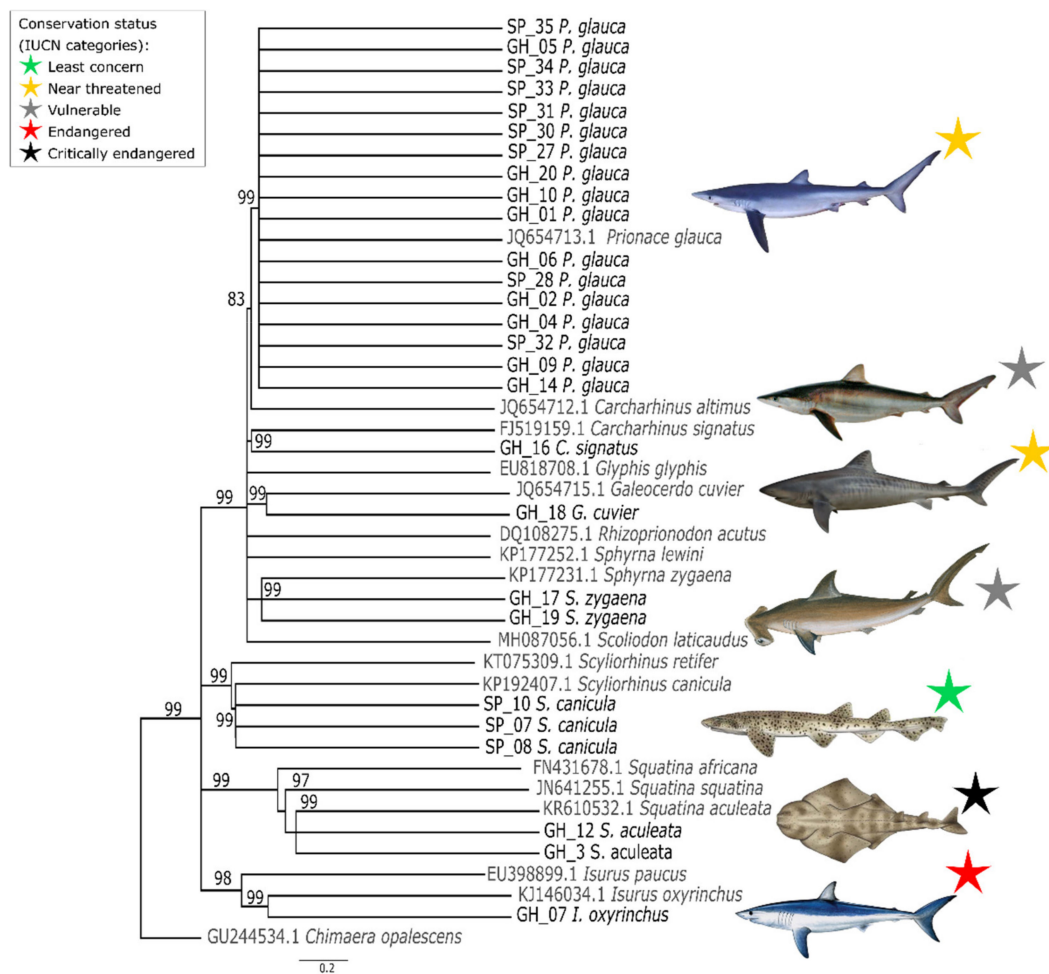 Conservation status
(IUCN categories):
Least concern
Near threatened
Vulnerable
Endangered
Critically endangered
SP_35 P. glauca
GH_05 P. glauca
SP_34 P. glauca
SP_33 P. glauca
SP_31 P. glauca
SP_30 P. glauca
SP_27 P. glauca
GH_20 P. glauca
99
GH_10 P. glauca
GH_01 P. glauca
JQ654713.1 Prionace glauca
GH_06 P. glauca
SP_28 P. glauca
83
GH_02 P. glauca
GH_04 P. glauca
SP_32 P. glauca
GH_09 P. glauca
GH_14 P. glauca
JQ654712.1 Carcharhinus altimus
FJ519159.1 Carcharhinus signatus
99
GH_16 C. signatus
EU818708.1 Glyphis glyphis
99
99
JQ654715.1 Galeocerdo cuvier
GH_18 G. cuvier
DQ108275.1 Rhizoprionodon acutus
KP177252.1 Sphyrna lewini
KP177231.1 Sphyrna zygaena
99
GH_17 S. zygaena
GH_19 S. zygaena
MH087056.1 Scoliodon laticaudus
KT075309.1 Scyliorhinus retifer
99
KP192407.1 Scyliorhinus canicula
SP_10 S. canicula
99
99
SP_07 S. canicula
SP_08 S. canicula
FN431678.1 Squatina africana
99
97
JN641255.1 Squatina squatina
99
KR610532.1 Squatina aculeata
GH_12 S. aculeata
GH_3 S. aculeata
EU398899.1 Isurus paucus
98
KJ146034.1 Isurus oxyrinchus
99
GH_07 I. oxyrinchus
GU244534.1 Chimaera opalescens
0.2